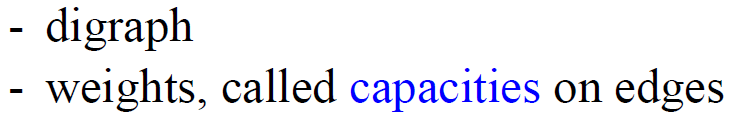 - digraph
- weights, called capacities on edges